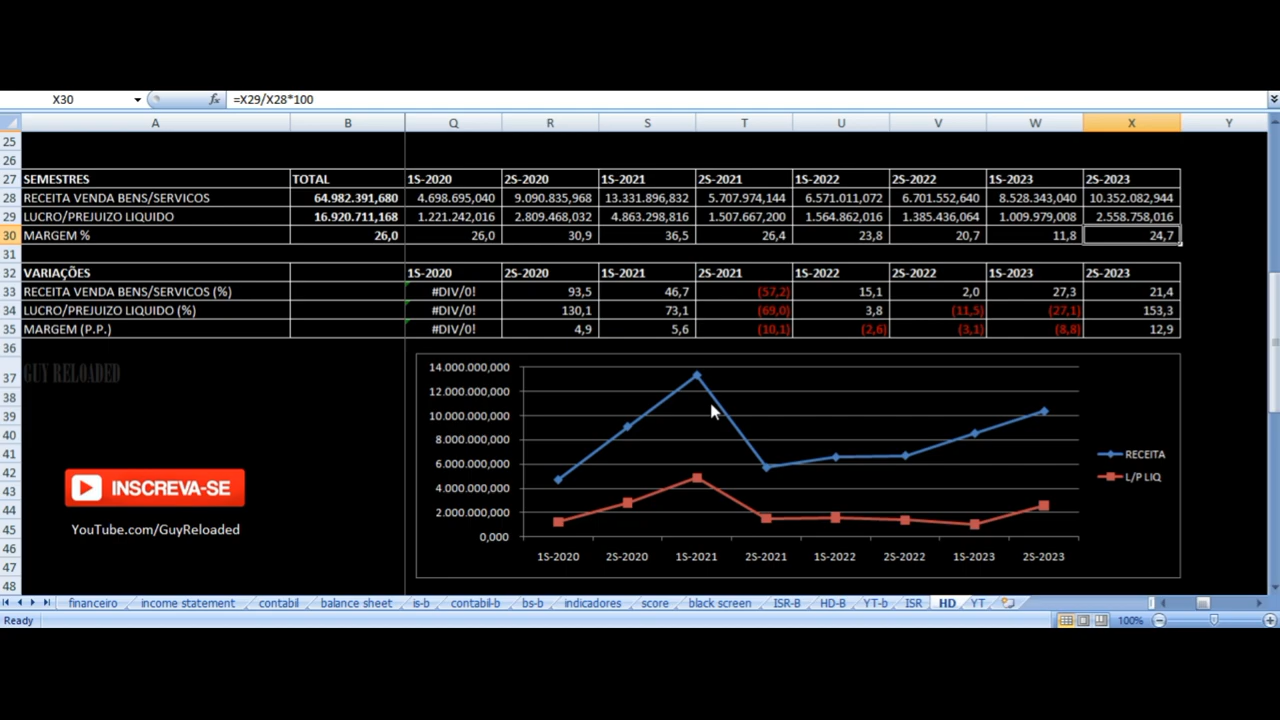 X30 fx =X29/X28*100
A B Q R S T U V W X Y
25
26
27 SEMESTRES TOTAL 1S-2020 2S-2020 1S-2021 2S-2021 1S-2022 2S-2022 1S-2023 2S-2023
28 RECEITA VENDA BENS/SERVICOS 64.982.391,680 4.698.695,040 9.090.835,968 13.331.896,832 5.707.974,144 6.571.011,072 6.701.552,640 8.528.343,040 10.352.082,944
29 LUCRO/PREJUIZO LIQUIDO 16.920.711,168 1.221.242,016 2.809.468,032 4.863.298,816 1.507.667,200 1.564.862,016 1.385.436,064 1.009.979,008 2.558.758,016
30 MARGEM % 26,0 26,0 30,9 36,5 26,4 23,8 20,7 11,8 24,7
31
32 VARIAÇÕES 1S-2020 2S-2020 1S-2021 2S-2021 1S-2022 2S-2022 1S-2023 2S-2023
33 RECEITA VENDA BENS/SERVICOS (%) #DIV/0! 93,5 46,7 (57,2) 15,1 2,0 27,3 21,4
34 LUCRO/PREJUIZO LIQUIDO (%) #DIV/0! 130,1 73,1 (69,0) 3,8 (11,5) (27,1) 153,3
35 MARGEM (P.P.) #DIV/0! 4,9 5,6 (10,1) (2,6) (3,1) (8,8) 12,9
36
37 GUY RELOADED 14.000.000,000
38 12.000.000,000
39 10.000.000,000
40 8.000.000,000
41 RECEITA
6.000.000,000
42 L/P LIQ
43 INSCREVA-SE 4.000.000,000
44 2.000.000,000
45 YouTube.com/GuyReloaded 0,000
46 1S-2020 2S-2020 1S-2021 2S-2021 1S-2022 2S-2022 1S-2023 2S-2023
47
48
financeiro income statement contabil balance sheet is-b contabil-b bs-b indicadores score black screen ISR-B HD-B YT-b ISR HD YT
Ready 100%